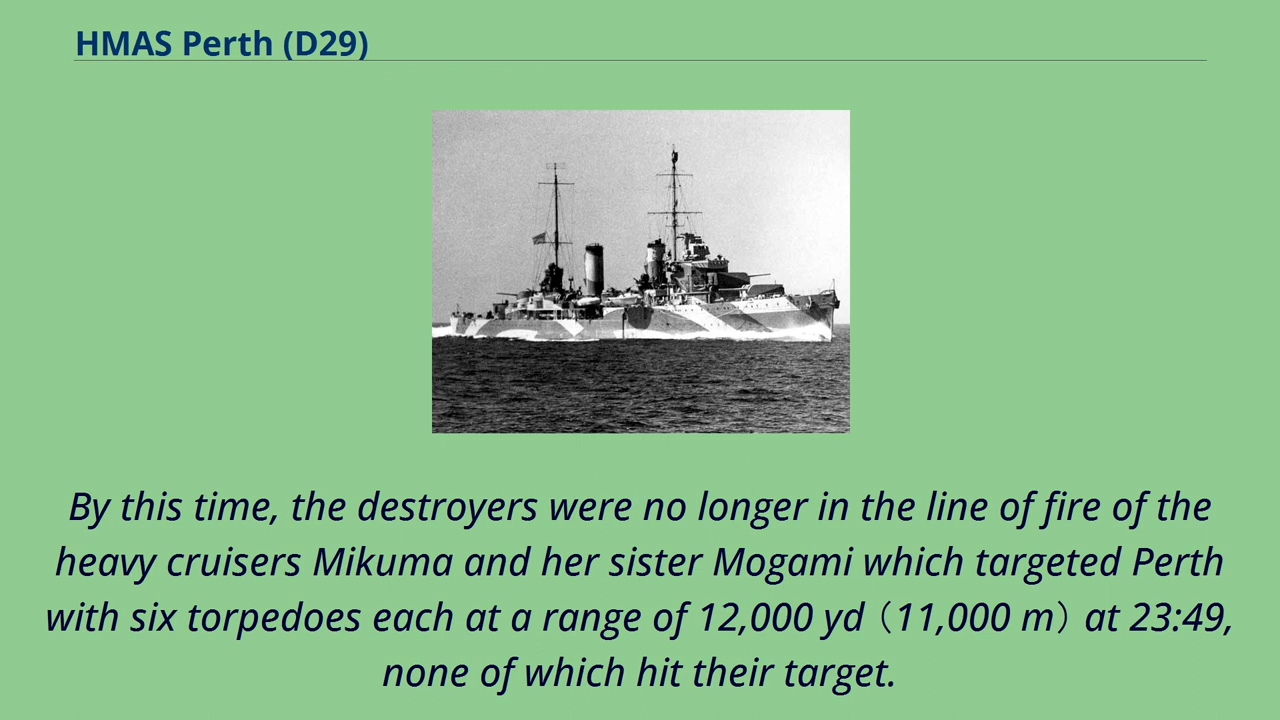 HMAS Perth (D29)
By this time, the destroyers were no longer in the line of fire of the
heavy cruisers Mikuma and her sister Mogami which targeted Perth
with six torpedoes each at a range of 12,000 yd（11,000 m）at 23:49,
none of which hit their target.